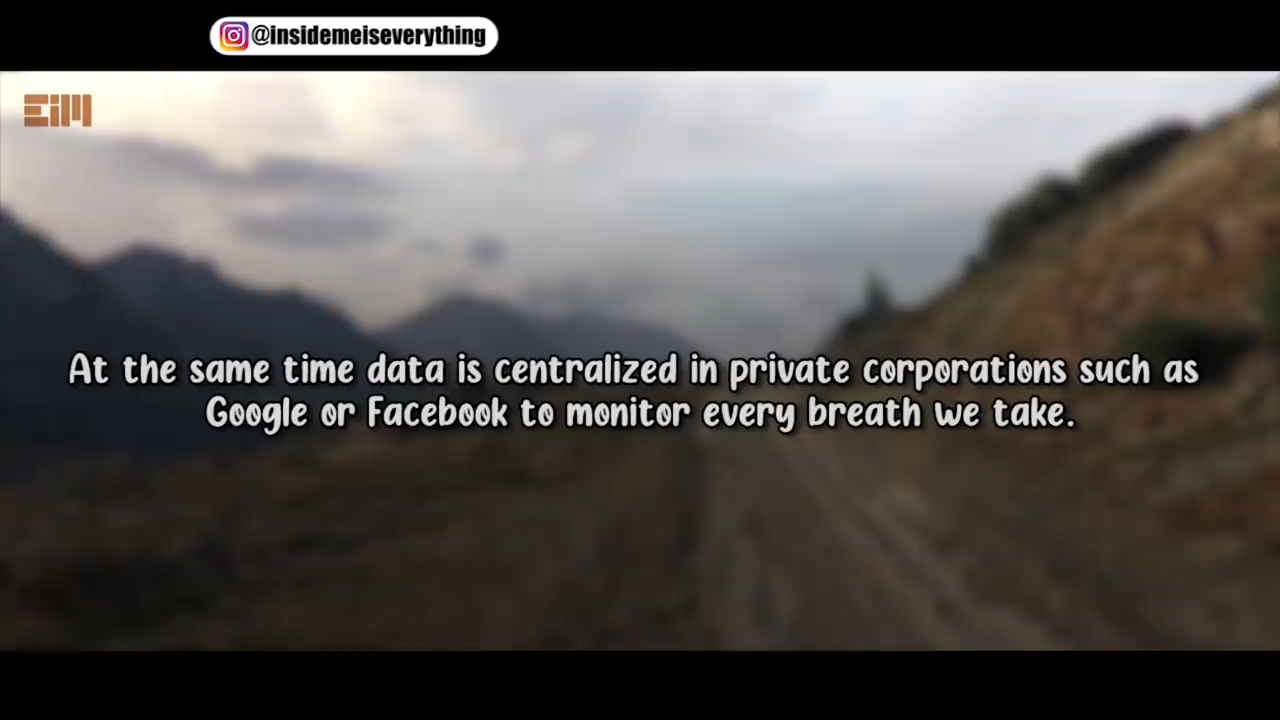 @insidemeiseverything
EiM
At the same time data is centralized in private corporations such as
Google or Facebook to monitor every breath we take.